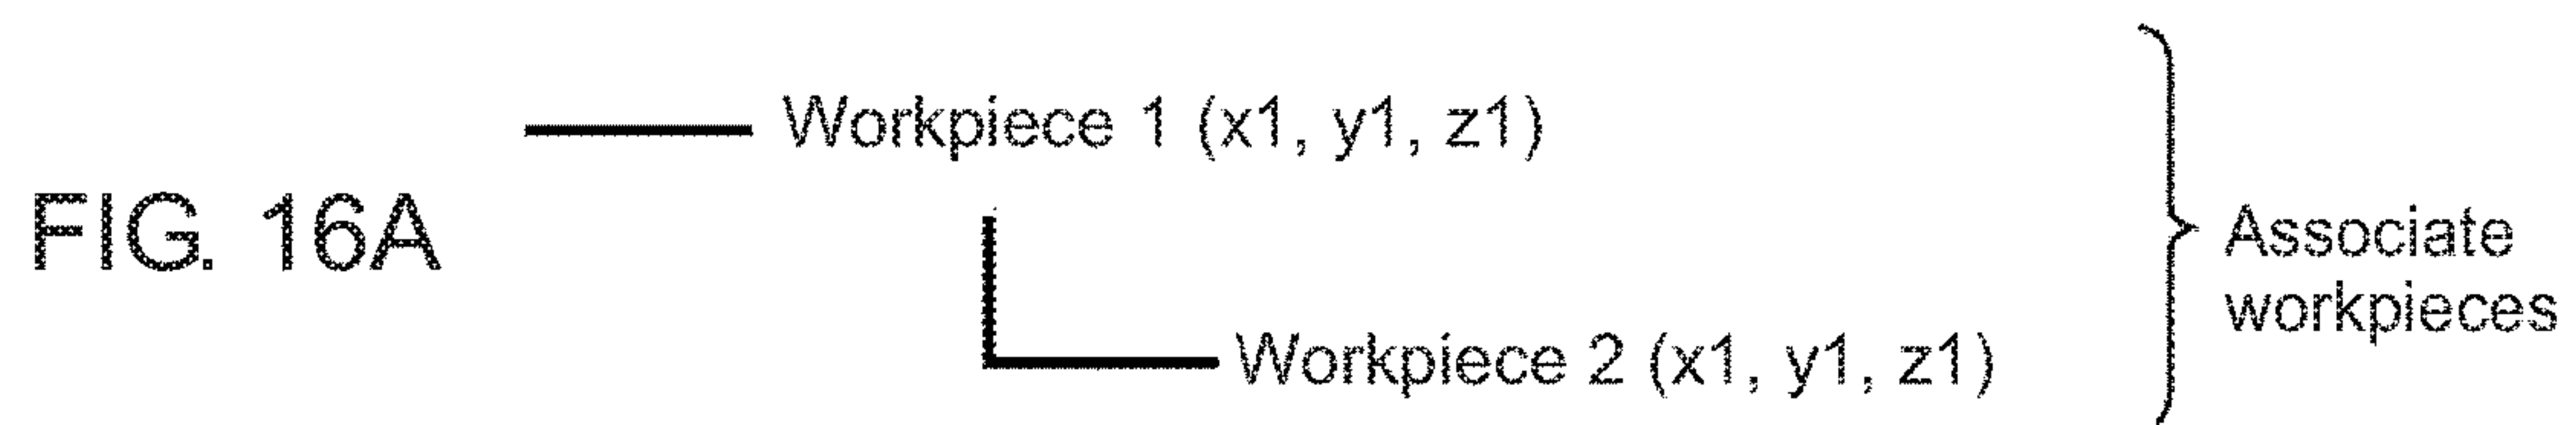 Workpiece 1 (x1, y1, z1)
FIG. 16A
Associate
workpieces
Workpiece 2 (x1, y1, z1)